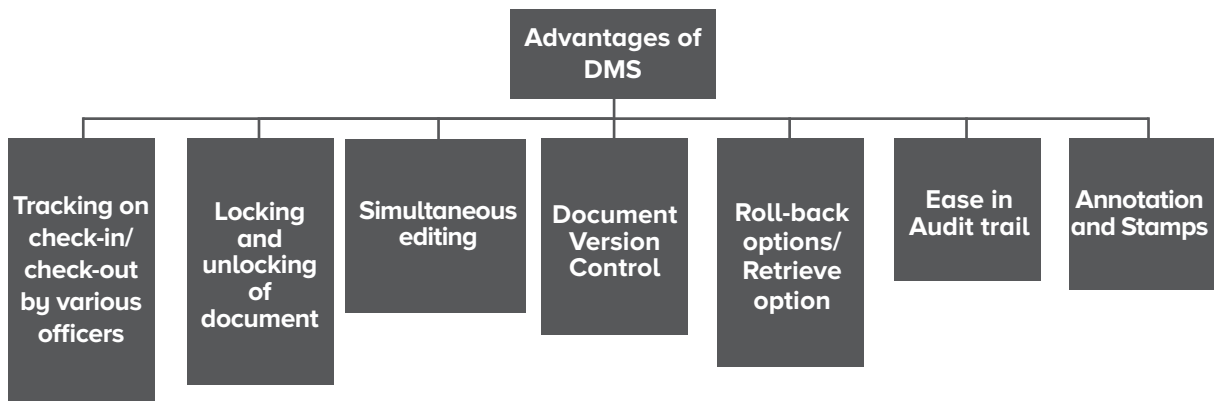 Advantages of
DMS
Tracking on
check-in/
check-out
by various
officers
Locking
and
unlocking
of
document
Simultaneous
editing
Document
Version
Control
Roll-back
options/
Retrieve
option
Ease in
Audit trail
Annotation
and Stamps